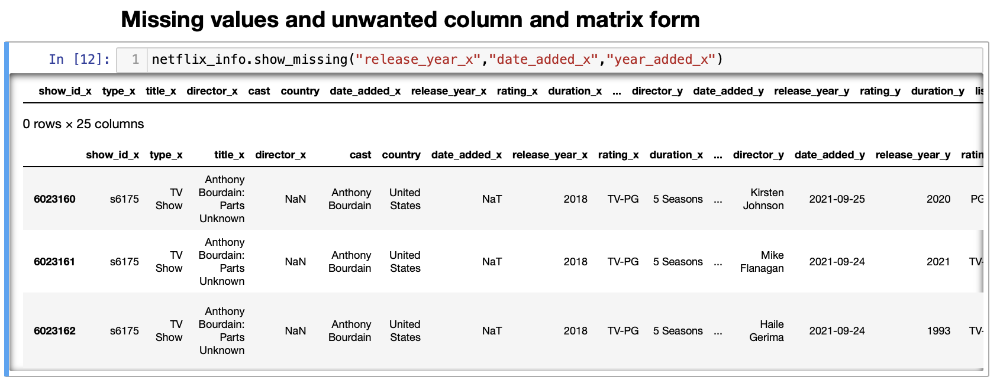 Missing values and unwanted column and matrix form
In [12]: 1 netflix_info.show_missing("release_year_x","date_added_x","year_added_x")
show_id_x type_x title_x director_x cast country date_added_x release_year_x rating_x duration_x ... director_y date_added_y release_year_y rating_y duration_y lis
0 rows × 25 columns
show_id_x type_x title_x director_x cast country date_added_x release_year_x rating_x duration_x ... director_y date_added_y release_year_y ratin
6023160 s6175 TV Show Anthony Bourdain: Parts Unknown NaN Anthony Bourdain United States NaT 2018 TV-PG 5 Seasons ... Kirsten Johnson 2021-09-25 2020 PG
6023161 s6175 TV Show Anthony Bourdain: Parts Unknown NaN Anthony Bourdain United States NaT 2018 TV-PG 5 Seasons ... Mike Flanagan 2021-09-24 2021 TV-
6023162 s6175 TV Show Anthony Bourdain: Parts Unknown NaN Anthony Bourdain United States NaT 2018 TV-PG 5 Seasons ... Haile Gerima 2021-09-24 1993 TV-